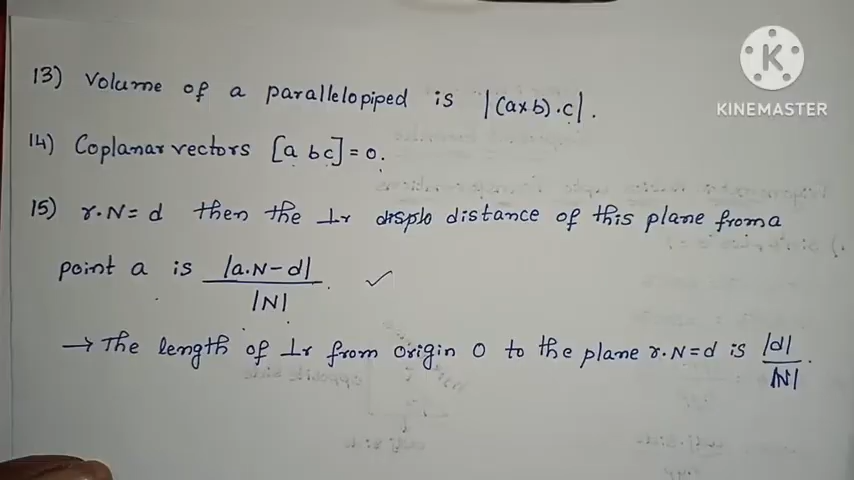 13) Volume of a parallelopiped is |(a×b).c|.
14) Coplanar vectors [a bc]=0.
15) r.N=d then the ⊥r distance of this plane from a
point a is |a.N-d| / |N|. ✓
→ The length of ⊥r from origin O to the plane r.N=d is |d| / |N|.
K
KINEMASTER